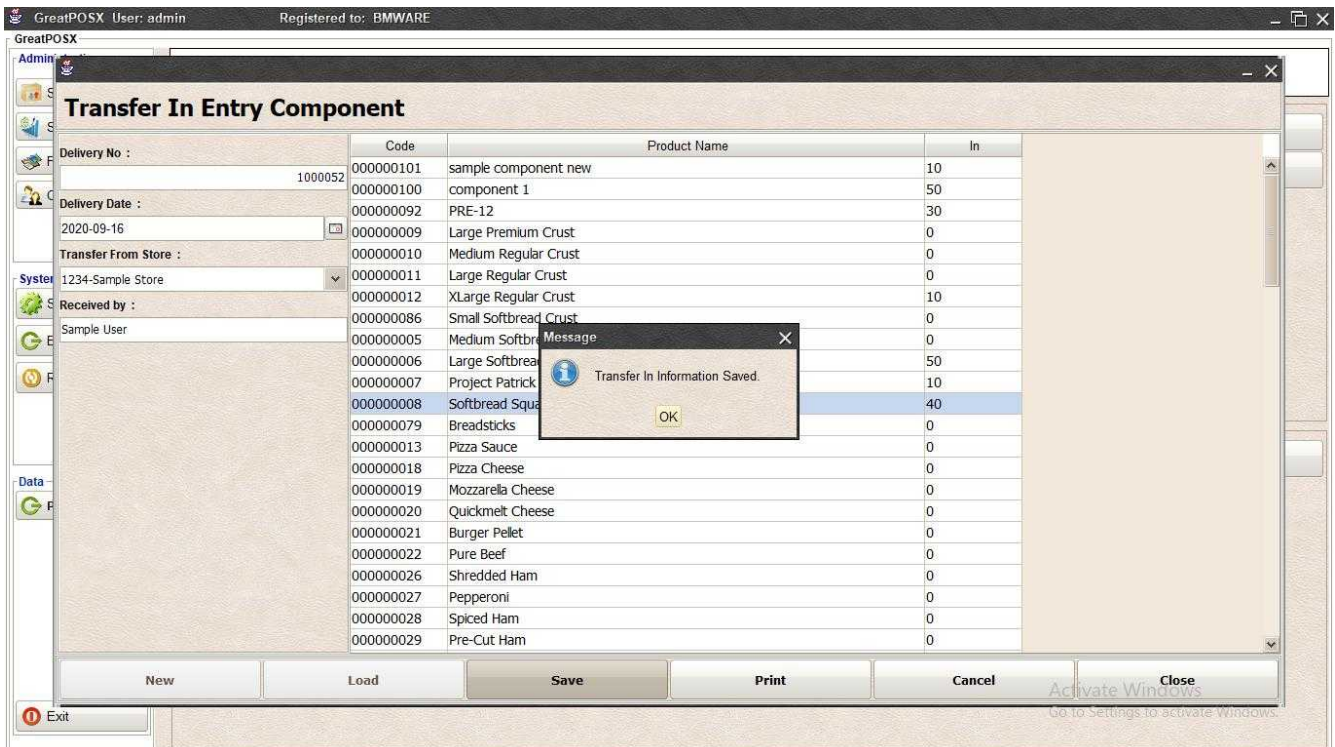 GreatPOSX User: admin Registered to: BMWARE
GreatPOSX
Transfer In Entry Component
Code Product Name In
Delivery No :
1000052
Delivery Date :
2020-09-16
Transfer From Store :
1234-Sample Store
Received by :
Sample User
000000101 sample component new 10
000000100 component 1 50
000000092 PRE-12 30
000000009 Large Premium Crust 0
000000010 Medium Regular Crust 0
000000011 Large Regular Crust 0
000000012 XLarge Regular Crust 10
000000086 Small Softbread Crust 0
000000005 Medium 0
000000006 Large 50
000000007 Project Patrick 10
000000008 Softbread 40
000000079 Breadsticks 0
000000013 Pizza Sauce 0
000000018 Pizza Cheese 0
000000019 Mozzarella Cheese 0
000000020 Quickmelt Cheese 0
000000021 Burger Pellet 0
000000022 Pure Beef 0
000000026 Shredded Ham 0
000000027 Pepperoni 0
000000028 Spiced Ham 0
000000029 Pre-Cut Ham 0
Message
Transfer In Information Saved.
OK
New Load Save Print Cancel Close
Data
Exit
Activate Windows
Go to Settings to activate Windows.